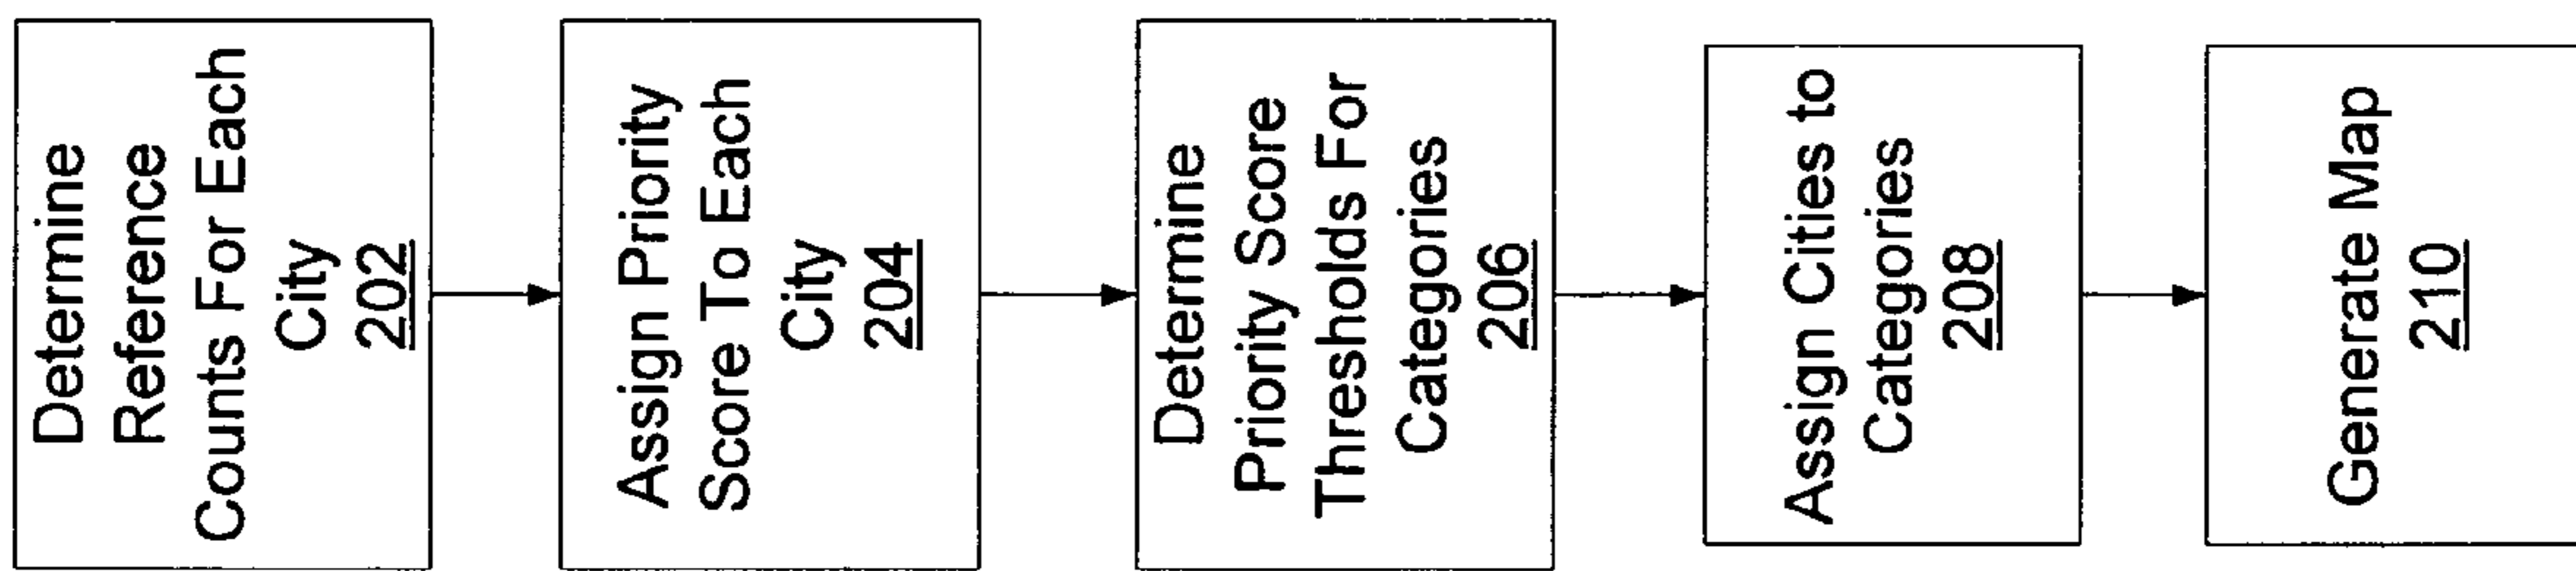 Determine
Reference
Counts For Each
City
202
Assign Priority
Score To Each
City
204
Determine
Priority Score
Thresholds For
Categories
206
Assign Cities to
Categories
208
Generate Map
210